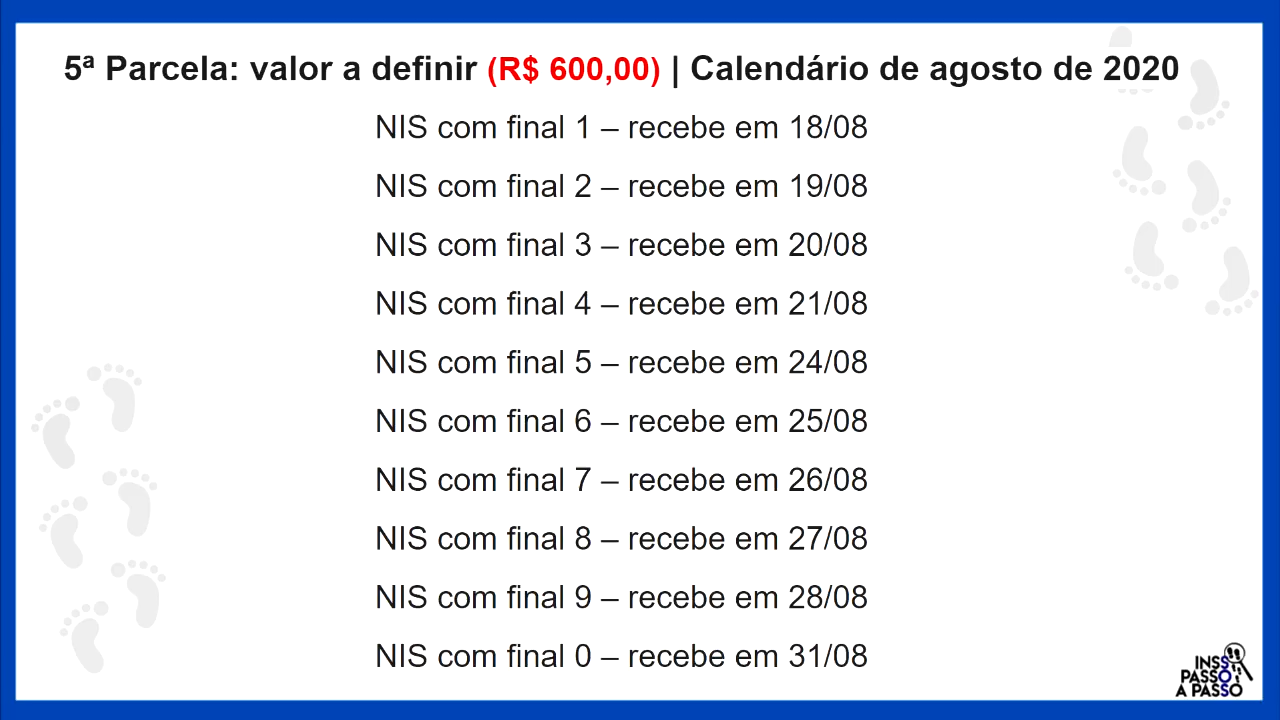 5ª Parcela: valor a definir (R$ 600,00) | Calendário de agosto de 2020
NIS com final 1 – recebe em 18/08
NIS com final 2 – recebe em 19/08
NIS com final 3 – recebe em 20/08
NIS com final 4 – recebe em 21/08
NIS com final 5 – recebe em 24/08
NIS com final 6 – recebe em 25/08
NIS com final 7 – recebe em 26/08
NIS com final 8 – recebe em 27/08
NIS com final 9 – recebe em 28/08
NIS com final 0 – recebe em 31/08
INSS
PASSO
A PASSO